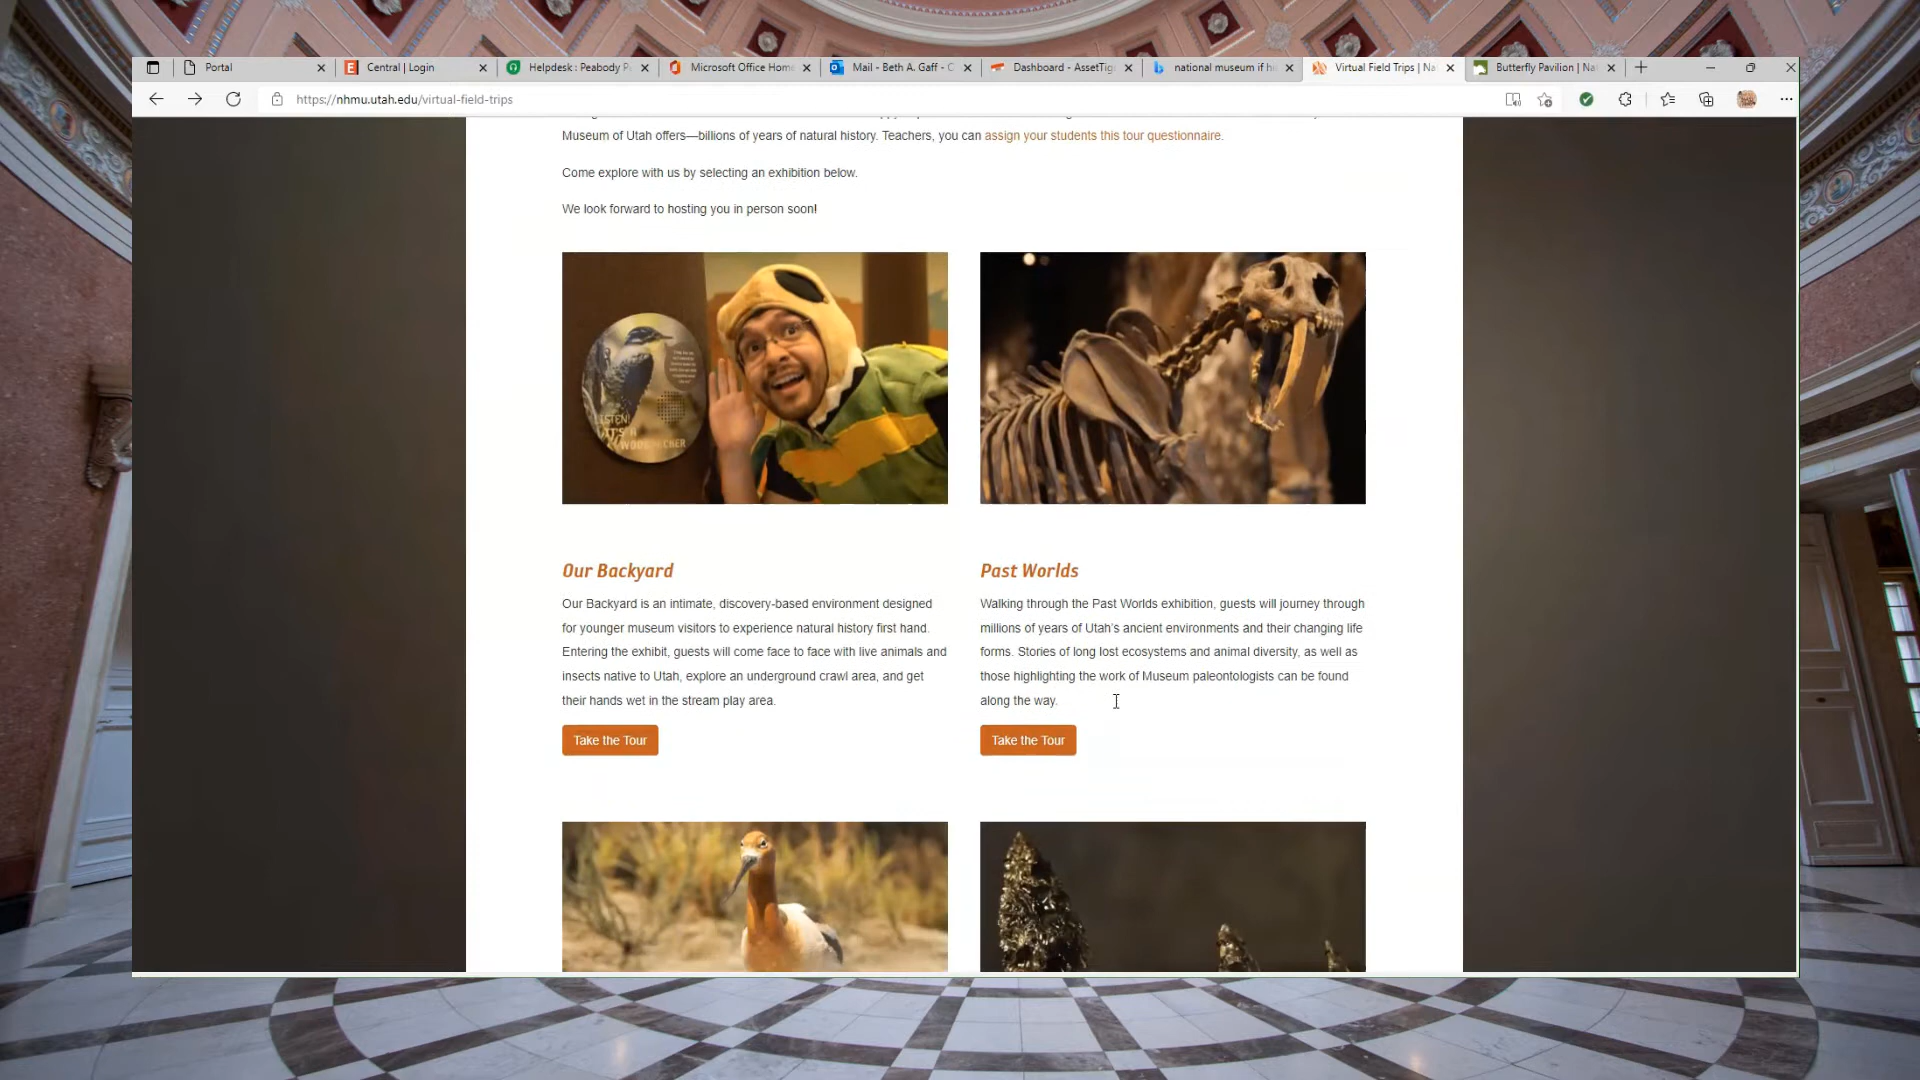 Portal
Central | Login
Helpdesk : Peabody P
Microsoft Office Hom
Mail - Beth A. Gaff - C
Dashboard - AssetTig
national museum if hi
Virtual Field Trips | Na
Butterfly Pavilion | Na
https://nhmu.utah.edu/virtual-field-trips
Museum of Utah offers—billions of years of natural history. Teachers, you can assign your students this tour questionnaire.
Come explore with us by selecting an exhibition below.
We look forward to hosting you in person soon!
LISTEN!
IT'S A
WOODPECKER
Our Backyard
Our Backyard is an intimate, discovery-based environment designed
for younger museum visitors to experience natural history first hand.
Entering the exhibit, guests will come face to face with live animals and
insects native to Utah, explore an underground crawl area, and get
their hands wet in the stream play area.
Take the Tour
Past Worlds
Walking through the Past Worlds exhibition, guests will journey through
millions of years of Utah's ancient environments and their changing life
forms. Stories of long lost ecosystems and animal diversity, as well as
those highlighting the work of Museum paleontologists can be found
along the way.
Take the Tour